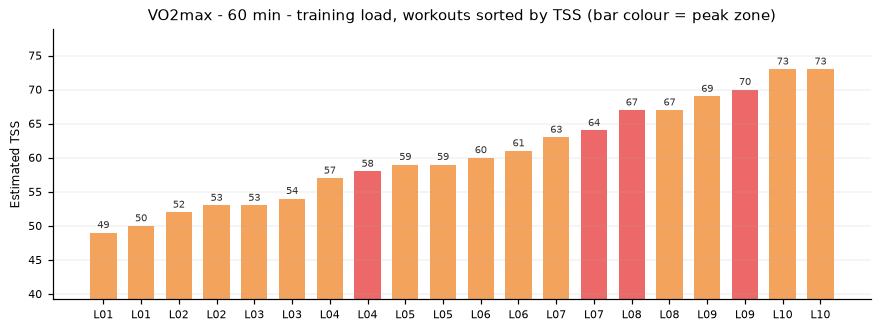 VO2max - 60 min - training load, workouts sorted by TSS (bar colour = peak zone)
Estimated TSS
75
70
65
60
55
50
45
40
49 50 52 53 53 54 57 58 59 59 60 61 63 64 67 67 69 70 73 73
L01 L01 L02 L02 L03 L03 L04 L04 L05 L05 L06 L06 L07 L07 L08 L08 L09 L09 L10 L10